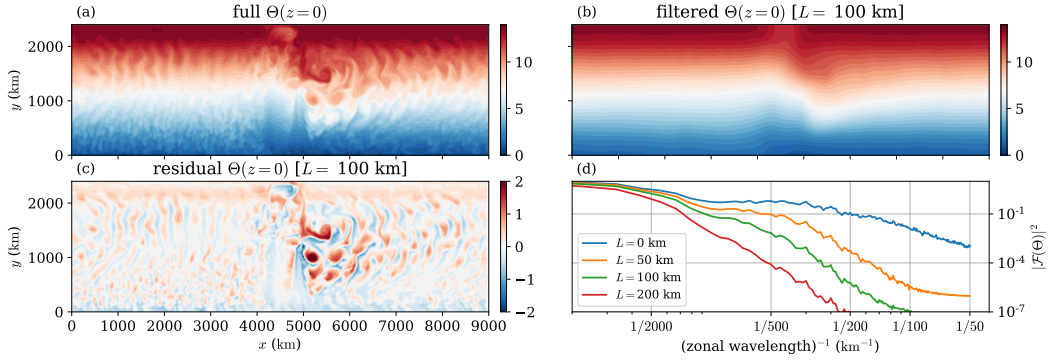 (a) full Θ(z=0)
2000
1000
0
y (km)
10
5
0
(b) filtered Θ(z=0) [L= 100 km]
10
5
0
(c) residual Θ(z=0) [L= 100 km]
2000
1000
0
y (km)
0 1000 2000 3000 4000 5000 6000 7000 8000 9000
x (km)
2
1
0
−1
−2
(d)
L=0 km
L=50 km
L=100 km
L=200 km
1/2000 1/500 1/200 1/100 1/50
(zonal wavelength)⁻¹ (km⁻¹)
10⁻¹
10⁻⁴
10⁻⁷
|ℱ(Θ)|²